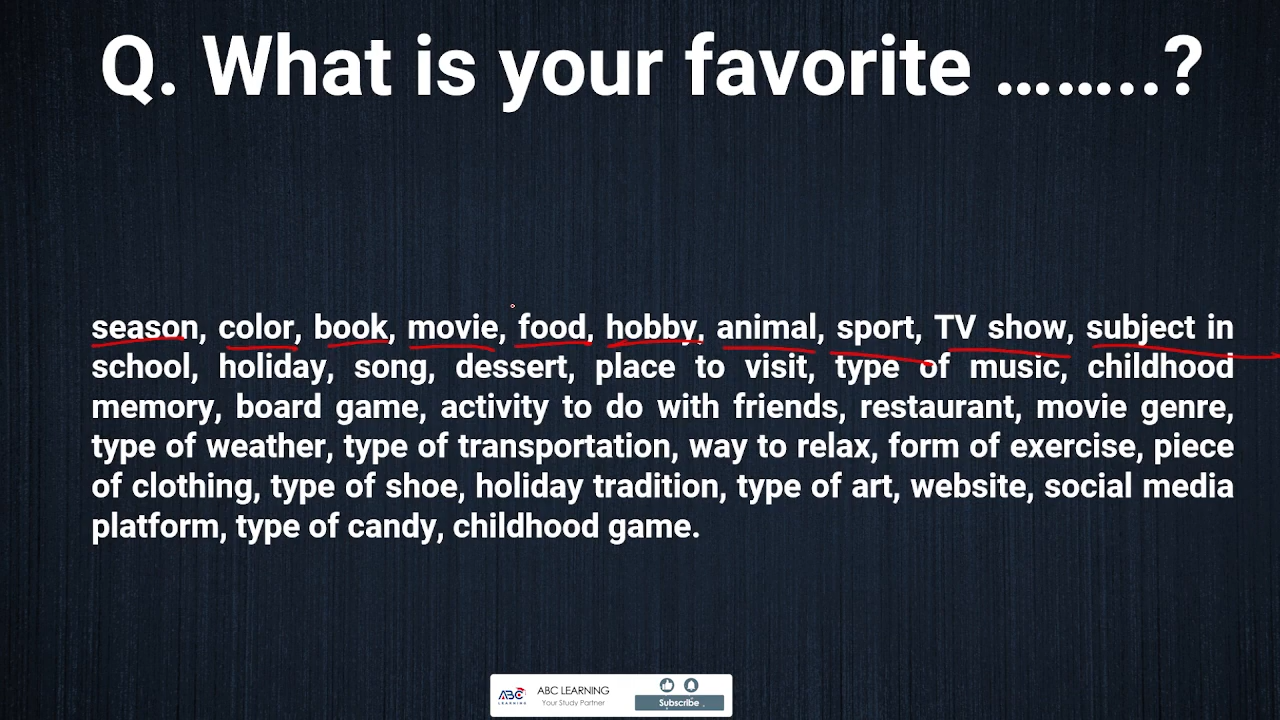 Q. What is your favorite ……..?
season, color, book, movie, food, hobby, animal, sport, TV show, subject in
school, holiday, song, dessert, place to visit, type of music, childhood
memory, board game, activity to do with friends, restaurant, movie genre,
type of weather, type of transportation, way to relax, form of exercise, piece
of clothing, type of shoe, holiday tradition, type of art, website, social media
platform, type of candy, childhood game.
ABC LEARNING
ABC LEARNING
Your Study Partner
Subscribe